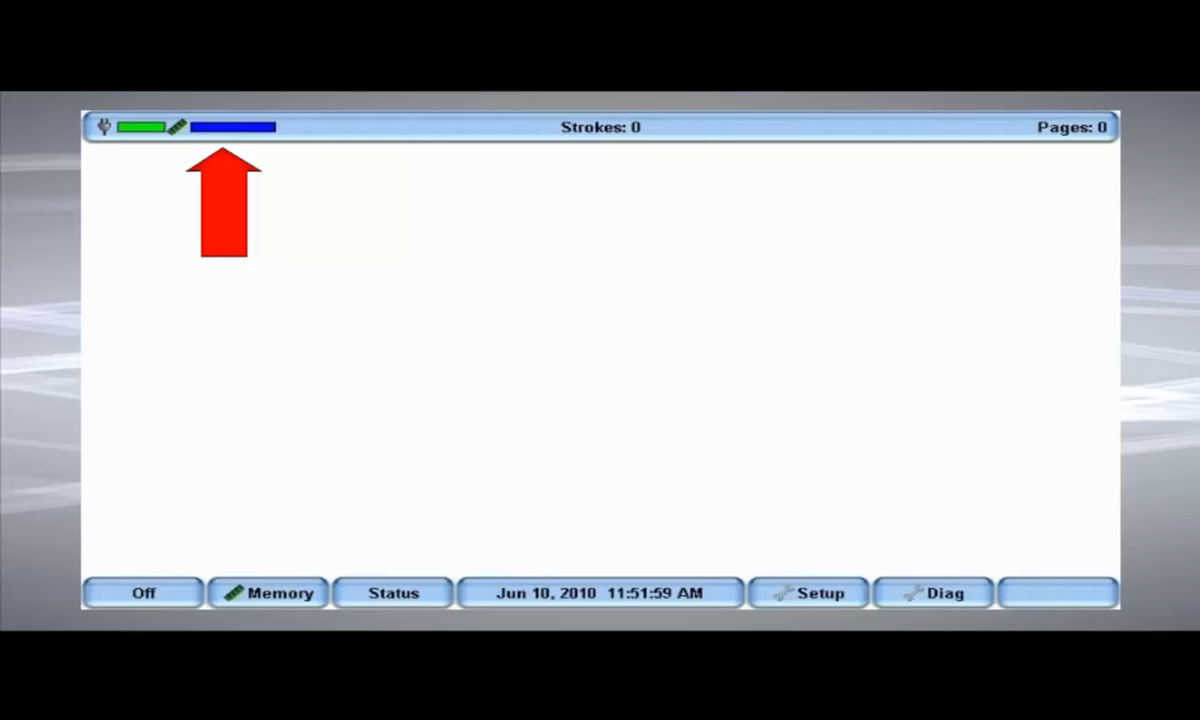 Strokes: 0
Pages: 0
Off
Memory
Status
Jun 10, 2010 11:51:59 AM
Setup
Diag